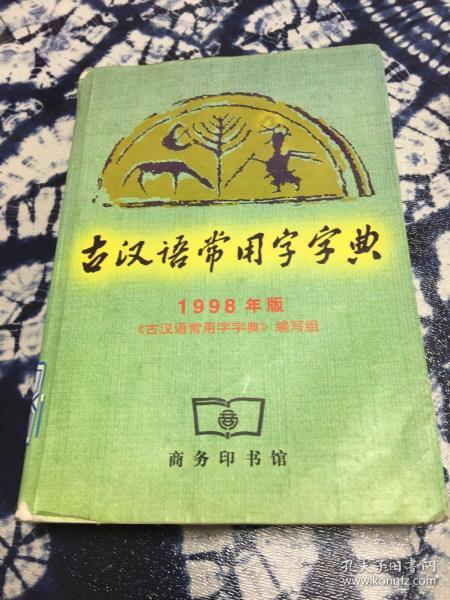 古汉语常用字字典
1998年版
《古汉语常用字字典》编写组
商务印书馆
孔夫子旧书网
www.kongfz.com